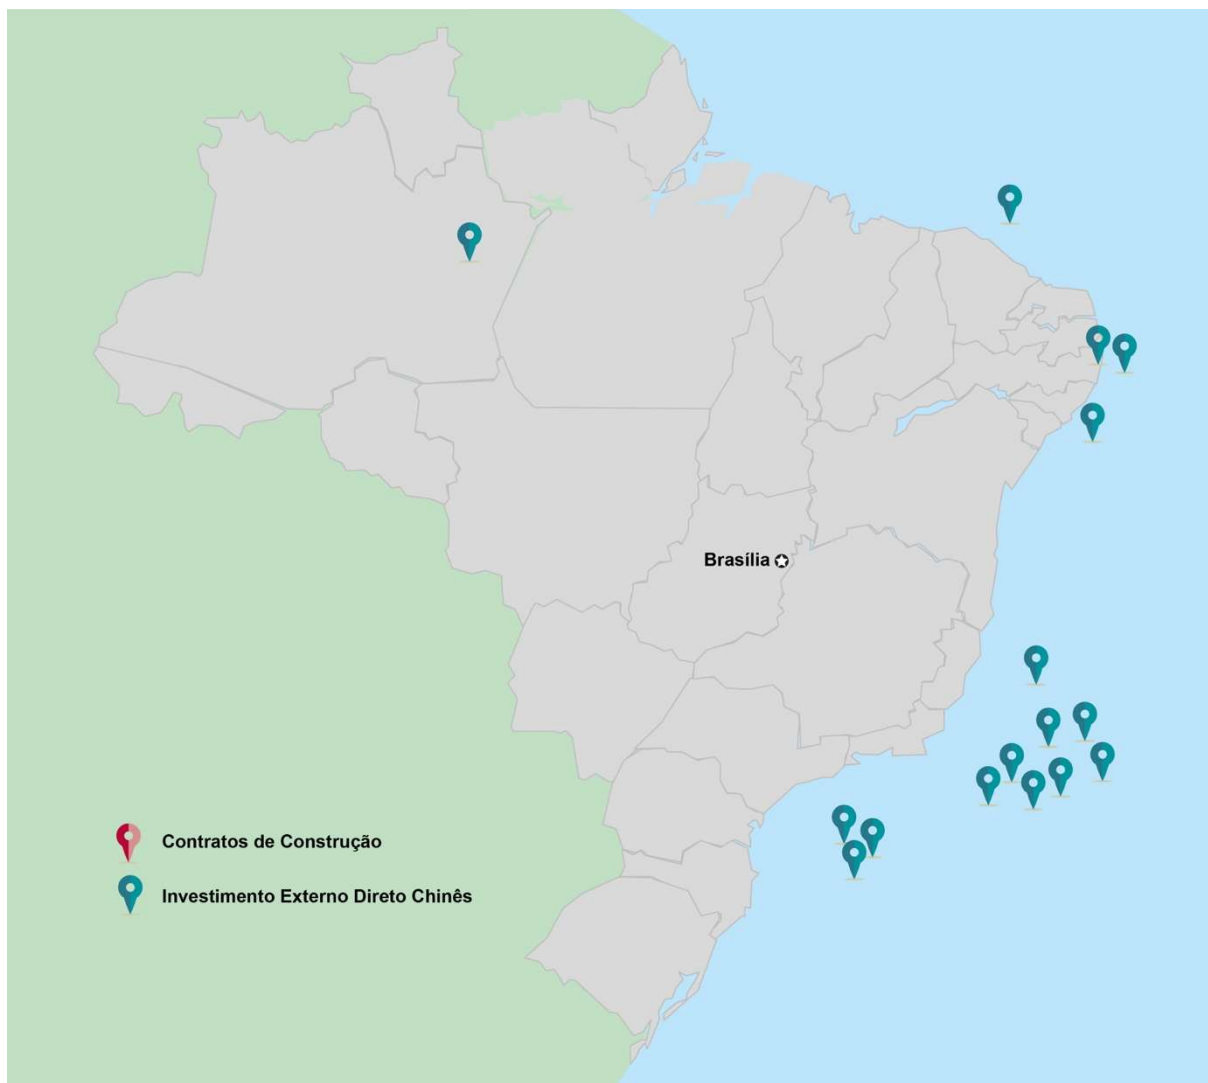 Brasília
Contratos de Construção
Investimento Externo Direto Chinês